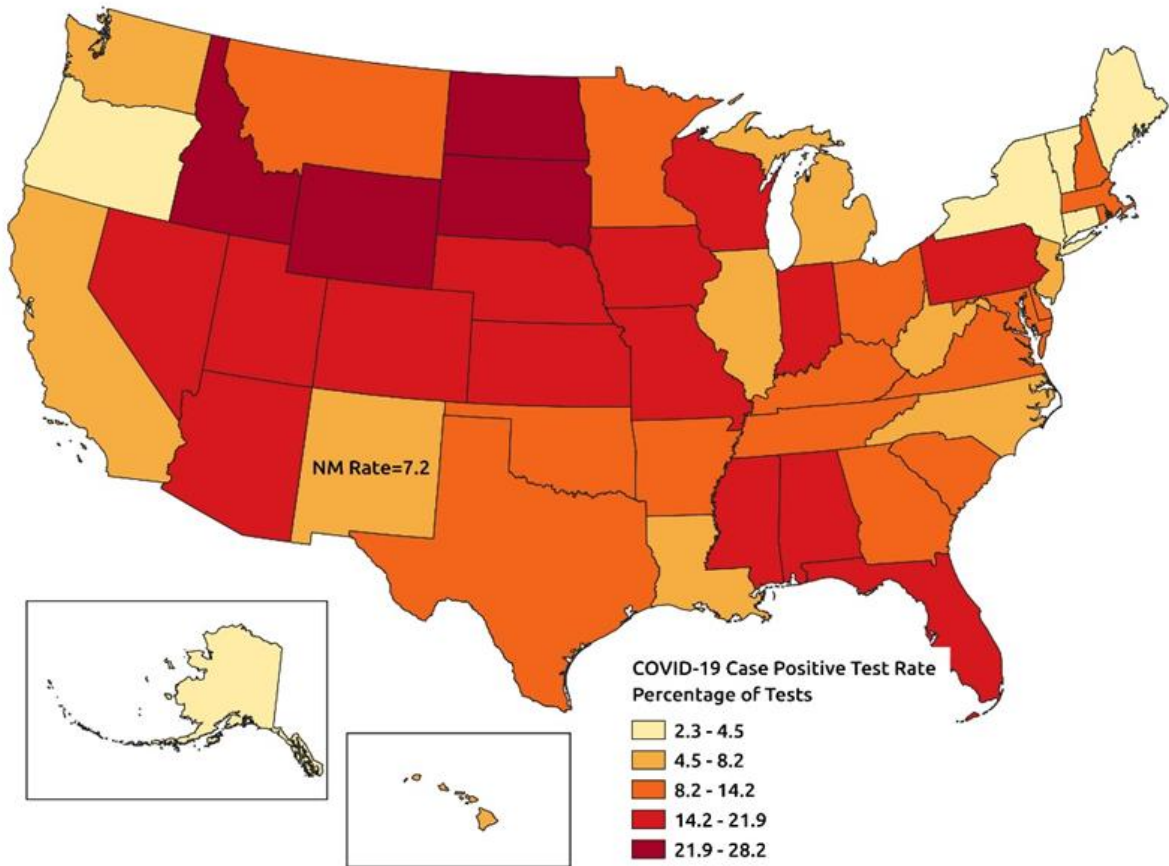 NM Rate=7.2
COVID-19 Case Positive Test Rate
Percentage of Tests
2.3 - 4.5
4.5 - 8.2
8.2 - 14.2
14.2 - 21.9
21.9 - 28.2